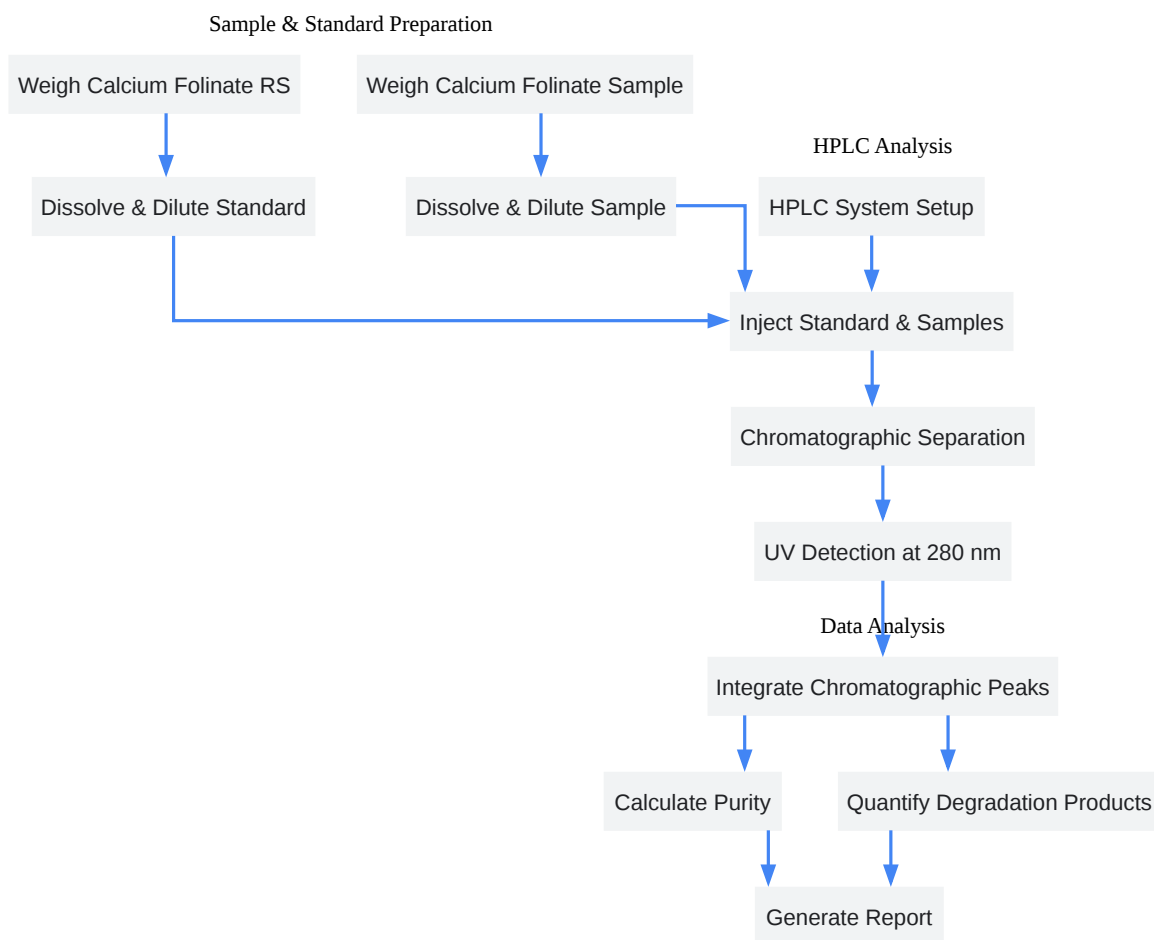 Sample & Standard Preparation
Weigh Calcium Folinate RS
Weigh Calcium Folinate Sample
HPLC Analysis
Dissolve & Dilute Standard
Dissolve & Dilute Sample
HPLC System Setup
Inject Standard & Samples
Chromatographic Separation
UV Detection at 280 nm
Data Analysis
Integrate Chromatographic Peaks
Calculate Purity
Quantify Degradation Products
Generate Report